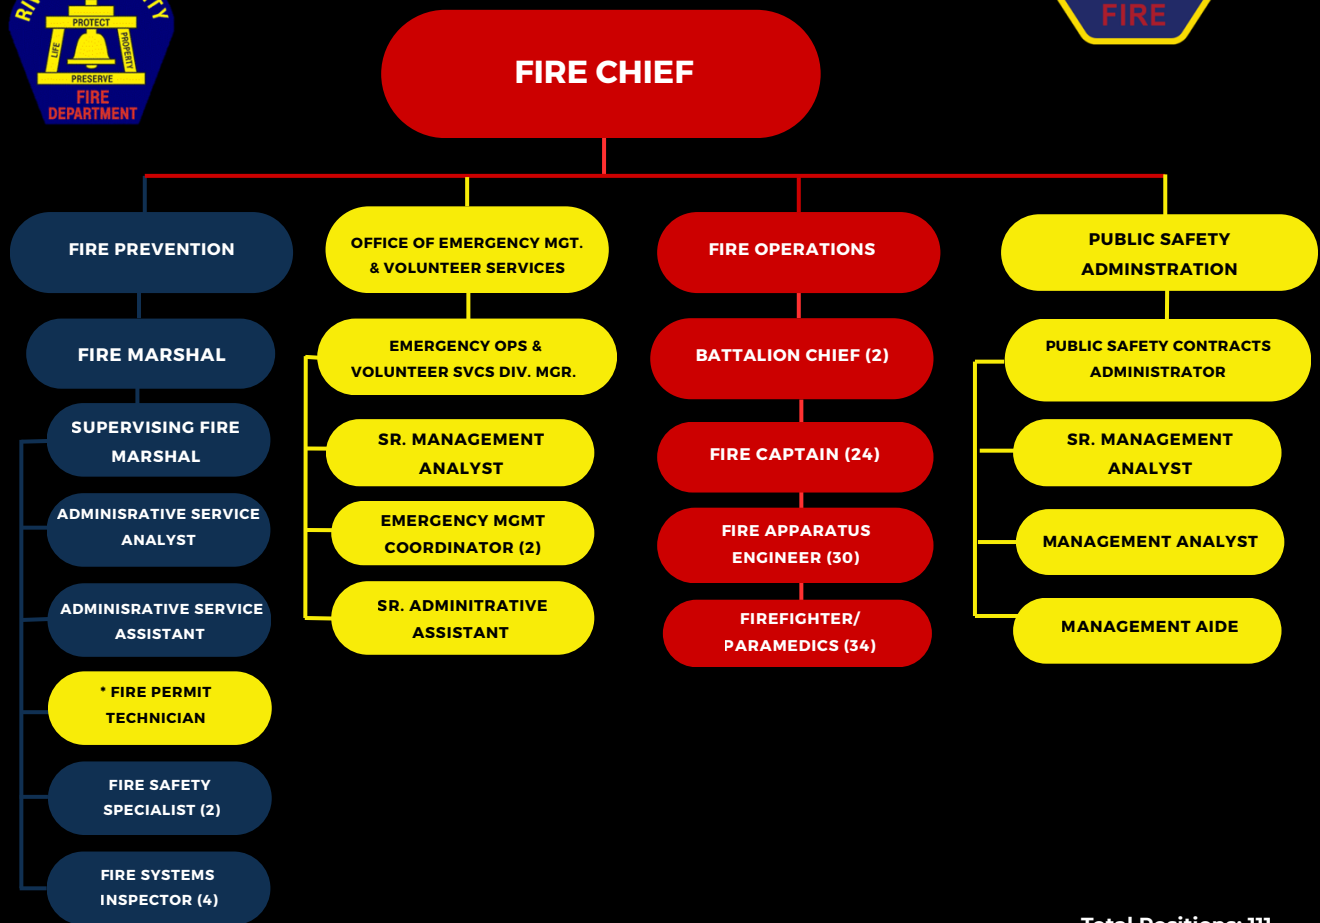 PROTECT
LIFE
PROPERTY
PRESERVE
FIRE
DEPARTMENT
FIRE
FIRE CHIEF
FIRE PREVENTION
FIRE MARSHAL
SUPERVISING FIRE
MARSHAL
ADMINISRATIVE SERVICE
ANALYST
ADMINISRATIVE SERVICE
ASSISTANT
* FIRE PERMIT
TECHNICIAN
FIRE SAFETY
SPECIALIST (2)
FIRE SYSTEMS
INSPECTOR (4)
OFFICE OF EMERGENCY MGT.
& VOLUNTEER SERVICES
EMERGENCY OPS &
VOLUNTEER SVCS DIV. MGR.
SR. MANAGEMENT
ANALYST
EMERGENCY MGMT
COORDINATOR (2)
SR. ADMINITRATIVE
ASSISTANT
FIRE OPERATIONS
BATTALION CHIEF (2)
FIRE CAPTAIN (24)
FIRE APPARATUS
ENGINEER (30)
FIREFIGHTER/
PARAMEDICS (34)
PUBLIC SAFETY
ADMINSTRATION
PUBLIC SAFETY CONTRACTS
ADMINISTRATOR
SR. MANAGEMENT
ANALYST
MANAGEMENT ANALYST
MANAGEMENT AIDE
Total Positions: 111